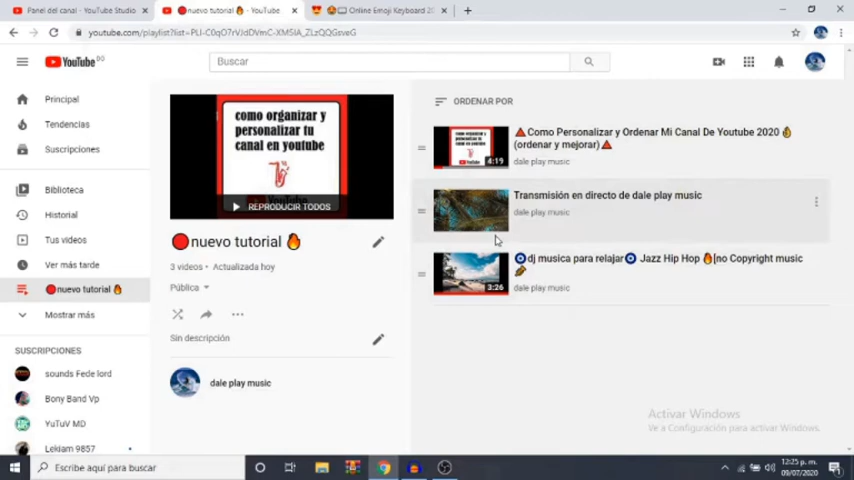 Panel del canal - YouTube Studio
🔴nuevo tutorial🔥 - YouTube
😍🤩📖 Online Emoji Keyboard 2
youtube.com/playlist?list=
YouTube DO
Buscar
Principal
Tendencias
Suscripciones
Biblioteca
Historial
Tus videos
Ver más tarde
🔴nuevo tutorial🔥
Mostrar más
SUSCRIPCIONES
sounds Fede lord
Bony Band Vp
YuTuV MD
Lekiam 9857
como organizar y
personalizar tu
canal en youtube
REPRODUCIR TODOS
🔴nuevo tutorial🔥
3 videos • Actualizada hoy
Pública
Sin descripción
dale play music
ORDENAR POR
4:19
🔺Como Personalizar y Ordenar Mi Canal De Youtube 2020👌
(ordenar y mejorar)🔺
dale play music
Transmisión en directo de dale play music
dale play music
3:26
🧿dj musica para relajar🧿 Jazz Hip Hop 🔥[no Copyright music
dale play music
Activar Windows
Ve a Configuración para activar Windows.
Escribe aquí para buscar
12:25 p. m.
09/07/2020